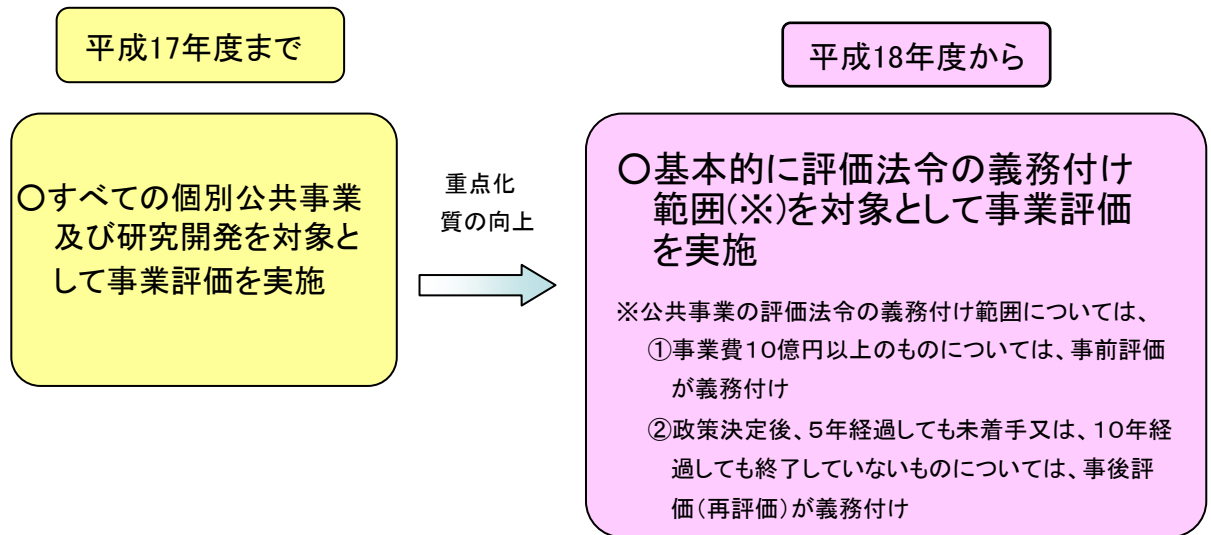 平成17年度まで
〇すべての個別公共事業
及び研究開発を対象と
して事業評価を実施
重点化
質の向上
平成18年度から
〇基本的に評価法令の義務付け
範囲(※)を対象として事業評価
を実施
※公共事業の評価法令の義務付け範囲については、
①事業費10億円以上のものについては、事前評価
が義務付け
②政策決定後、5年経過しても未着手又は、10年経
過しても終了していないものについては、事後評
価(再評価)が義務付け